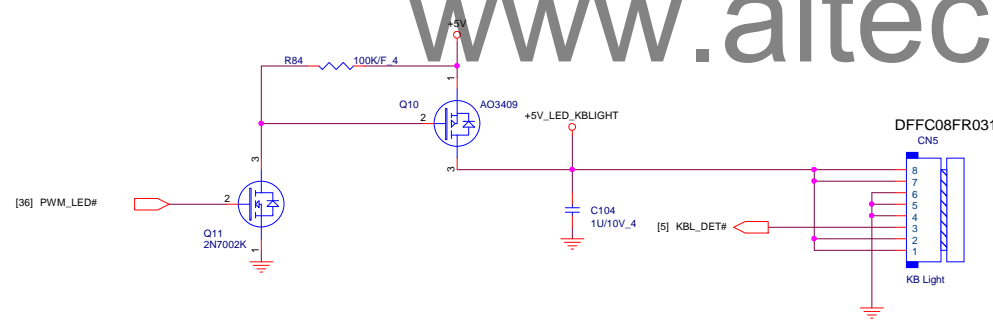 www.altec
+5V
R84 100K/F_4
1
Q10 AO3409
2
+5V_LED_KBLIGHT
DFFC08FR031
CN5
3
3
8
7
6
5
4
3
2
1
[36] PWM_LED#
2
C104
1U/10V_4
[5] KBL_DET#
Q11
2N7002K
1
KB Light